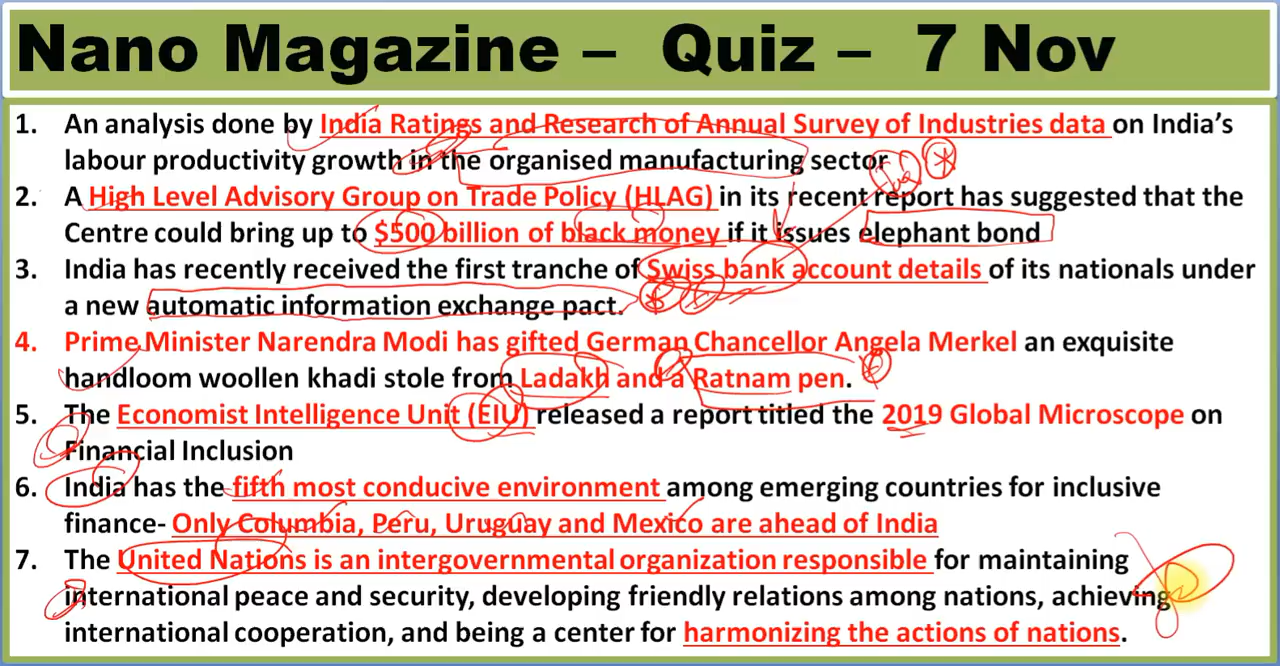 Nano Magazine – Quiz – 7 Nov
1. An analysis done by India Ratings and Research of Annual Survey of Industries data on India's
labour productivity growth in the organised manufacturing sector
2. A High Level Advisory Group on Trade Policy (HLAG) in its recent report has suggested that the
Centre could bring up to $500 billion of black money if it issues elephant bond
3. India has recently received the first tranche of Swiss bank account details of its nationals under
a new automatic information exchange pact.
4. Prime Minister Narendra Modi has gifted German Chancellor Angela Merkel an exquisite
handloom woollen khadi stole from Ladakh and a Ratnam pen.
5. The Economist Intelligence Unit (EIU) released a report titled the 2019 Global Microscope on
Financial Inclusion
6. India has the fifth most conducive environment among emerging countries for inclusive
finance- Only Columbia, Peru, Uruguay and Mexico are ahead of India
7. The United Nations is an intergovernmental organization responsible for maintaining
international peace and security, developing friendly relations among nations, achieving
international cooperation, and being a center for harmonizing the actions of nations.